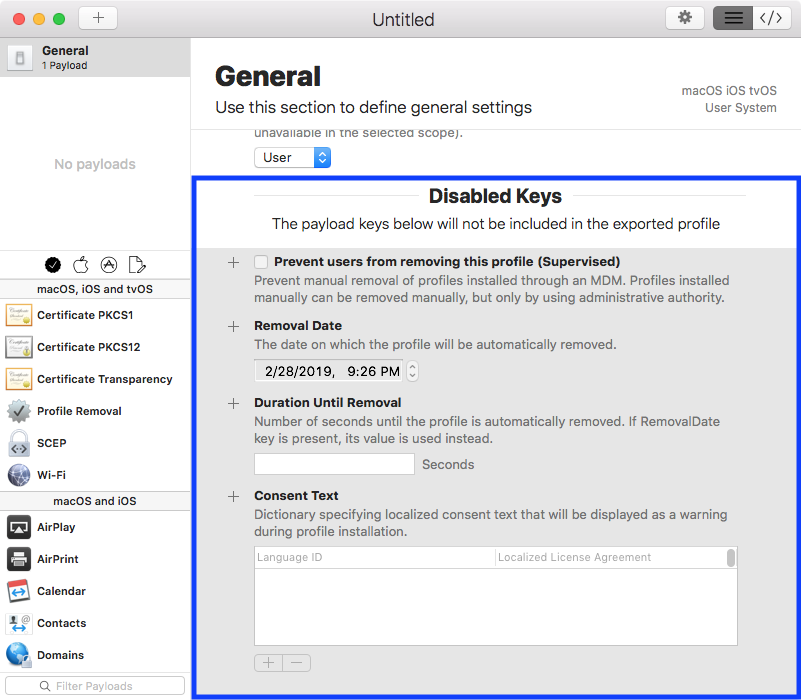 Untitled
General
1 Payload
No payloads
macOS, iOS and tvOS
Certificate PKCS1
Certificate PKCS12
Certificate Transparency
Profile Removal
SCEP
Wi-Fi
macOS and iOS
AirPlay
AirPrint
Calendar
Contacts
Domains
Filter Payloads
General
Use this section to define general settings
macOS iOS tvOS
User System
unavailable in the selected scope).
User
Disabled Keys
The payload keys below will not be included in the exported profile
Prevent users from removing this profile (Supervised)
Prevent manual removal of profiles installed through an MDM. Profiles installed
manually can be removed manually, but only by using administrative authority.
Removal Date
The date on which the profile will be automatically removed.
2/28/2019, 9:26 PM
Duration Until Removal
Number of seconds until the profile is automatically removed. If RemovalDate
key is present, its value is used instead.
Seconds
Consent Text
Dictionary specifying localized consent text that will be displayed as a warning
during profile installation.
Language ID Localized License Agreement